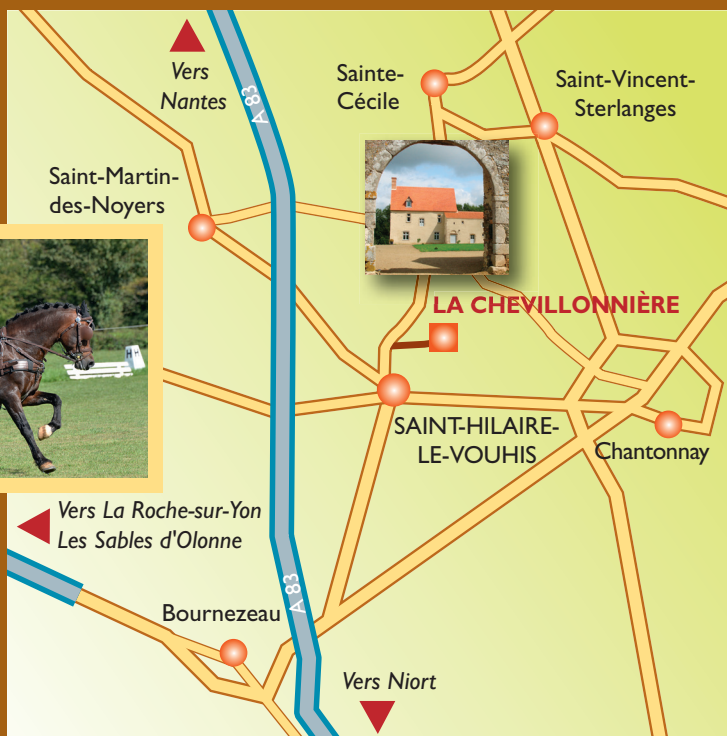 Vers
Nantes
A 83
Sainte-
Cécile
Saint-Vincent-
Sterlanges
Saint-Martin-
des-Noyers
LA CHEVILLONNIÈRE
SAINT-HILAIRE-
LE-VOUHIS
Chantonnay
Vers La Roche-sur-Yon
Les Sables d'Olonne
A 83
Bournezeau
Vers Niort
H H